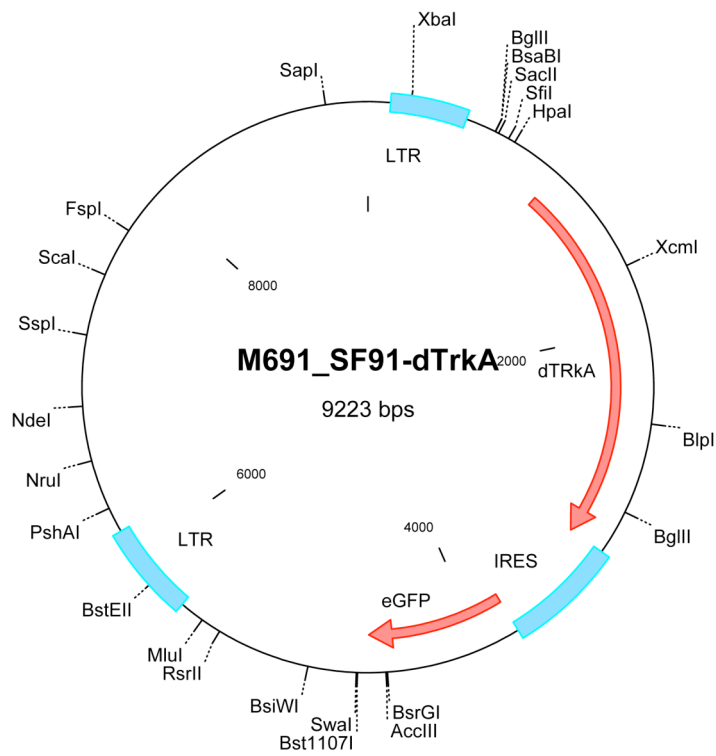 XbaI
BglII
BsaBI
SacII
SfiI
HpaI
SapI
LTR
FspI
XcmI
ScaI
8000
SspI
M691_SF91-dTrkA
2000
dTRkA
9223 bps
NdeI
BlpI
NruI
6000
PshAI
LTR
4000
BglII
IRES
eGFP
BstEII
MluI
RsrII
BsiWI
SwaI
Bst1107I
BsrGI
AccIII